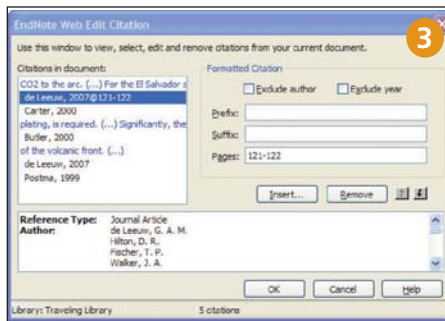 EndNote Web Edit Citation
3
Use this window to view, select, edit and remove citations from your current document.
Citations in document:
CO2 to the arc. (...) For the El Salvador s
de Leeuw, 2007@121-122
Carter, 2000
plating, is required. (...) Significantly, the
Butler, 2000
of the volcanic front. (...)
de Leeuw, 2007
Postma, 1999
Formatted Citation
Exclude author
Exclude year
Prefix:
Suffix:
Pages: 121-122
Insert...
Remove
Reference Type: Journal Article
Author: de Leeuw, G. A. M.
Hilton, D. R.
Fischer, T. P.
Walker, J. A.
OK
Cancel
Help
Library: Traveling Library
5 citations